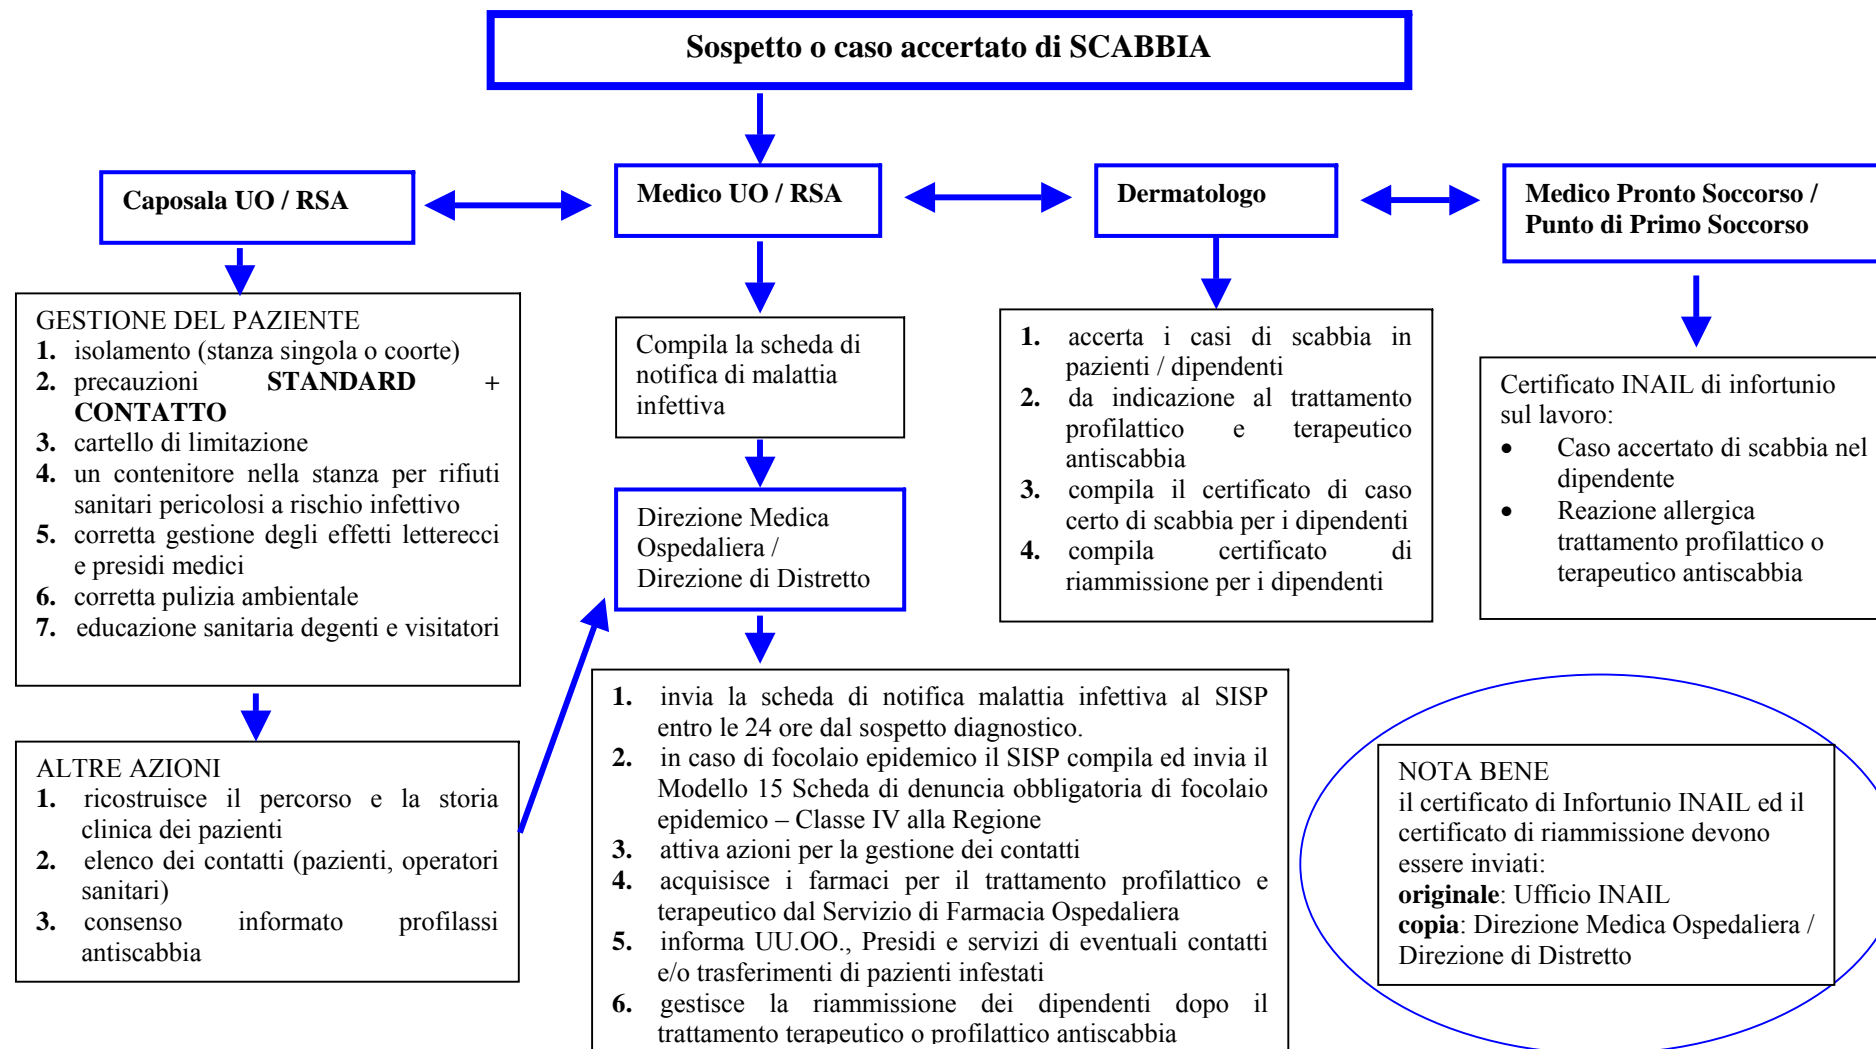 Sospetto o caso accertato di SCABBIA
Caposala UO / RSA
Medico UO / RSA
Dermatologo
Medico Pronto Soccorso /
Punto di Primo Soccorso
GESTIONE DEL PAZIENTE
1. isolamento (stanza singola o coorte)
2. precauzioni STANDARD +
CONTATTO
3. cartello di limitazione
4. un contenitore nella stanza per rifiuti
sanitari pericolosi a rischio infettivo
5. corretta gestione degli effetti letterecci
e presidi medici
6. corretta pulizia ambientale
7. educazione sanitaria degenti e visitatori
ALTRE AZIONI
1. ricostruisce il percorso e la storia
clinica dei pazienti
2. elenco dei contatti (pazienti, operatori
sanitari)
3. consenso informato profilassi
antiscabbia
Compila la scheda di
notifica di malattia
infettiva
Direzione Medica
Ospedaliera /
Direzione di Distretto
1. invia la scheda di notifica malattia infettiva al SISP
entro le 24 ore dal sospetto diagnostico.
2. in caso di focolaio epidemico il SISP compila ed invia il
Modello 15 Scheda di denuncia obbligatoria di focolaio
epidemico – Classe IV alla Regione
3. attiva azioni per la gestione dei contatti
4. acquisisce i farmaci per il trattamento profilattico e
terapeutico dal Servizio di Farmacia Ospedaliera
5. informa UU.OO., Presidi e servizi di eventuali contatti
e/o trasferimenti di pazienti infestati
6. gestisce la riammissione dei dipendenti dopo il
trattamento terapeutico o profilattico antiscabbia
1. accerta i casi di scabbia in
pazienti / dipendenti
2. da indicazione al trattamento
profilattico e terapeutico
antiscabbia
3. compila il certificato di caso
certo di scabbia per i dipendenti
4. compila certificato di
riammissione per i dipendenti
Certificato INAIL di infortunio
sul lavoro:
• Caso accertato di scabbia nel
dipendente
• Reazione allergica
trattamento profilattico o
terapeutico antiscabbia
NOTA BENE
il certificato di Infortunio INAIL ed il
certificato di riammissione devono
essere inviati:
originale: Ufficio INAIL
copia: Direzione Medica Ospedaliera /
Direzione di Distretto